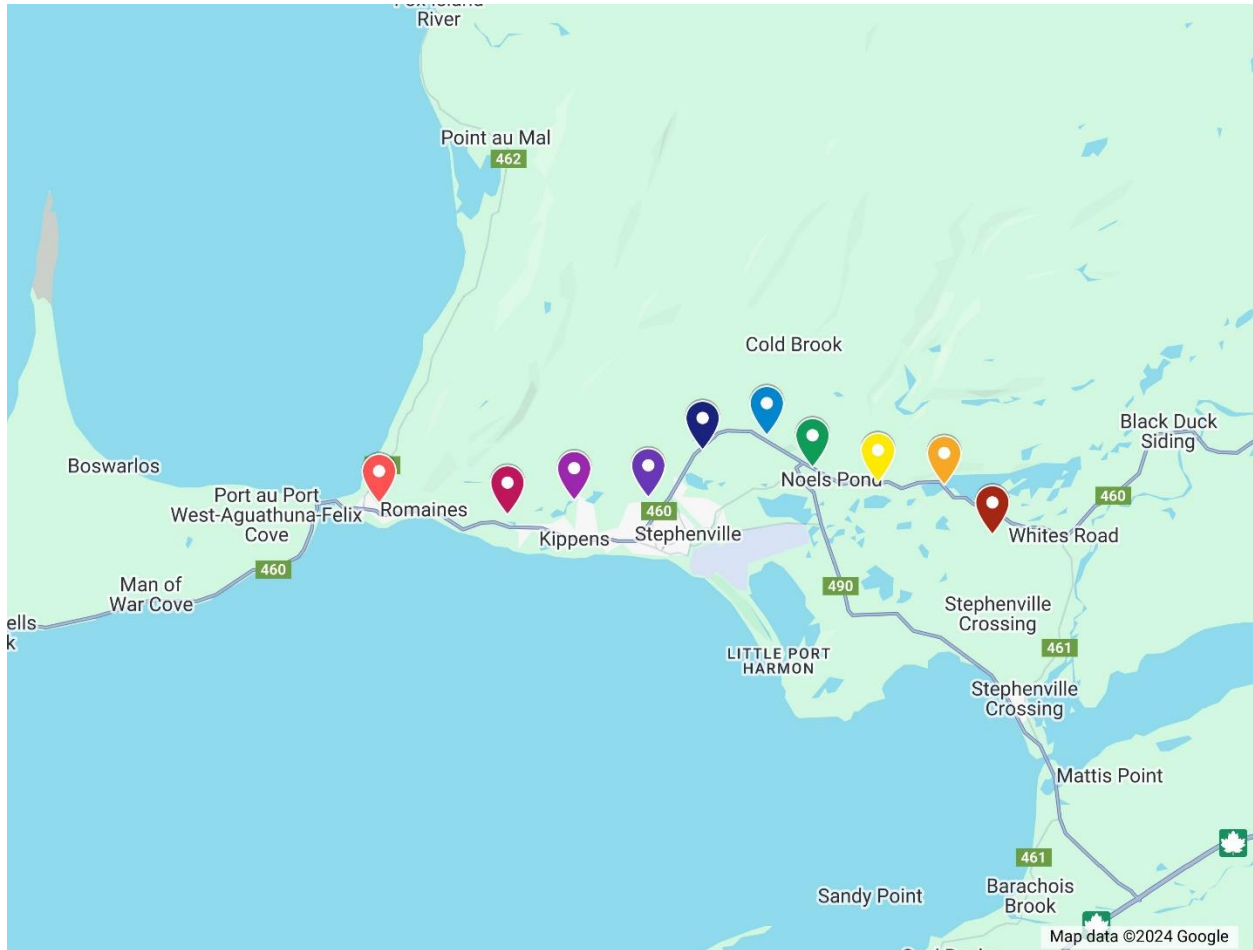 River
Point au Mal
462
Cold Brook
Black Duck
Siding
Boswarlos
Port au Port
West-Aguathuna-Felix
Cove
Romaines
Noels Pond
460
460
Kippens
Stephenville
Whites Road
460
Man of
War Cove
490
Stephenville
Crossing
ells
k
461
LITTLE PORT
HARMON
Stephenville
Crossing
Mattis Point
461
Sandy Point
Barachois
Brook
Map data ©2024 Google